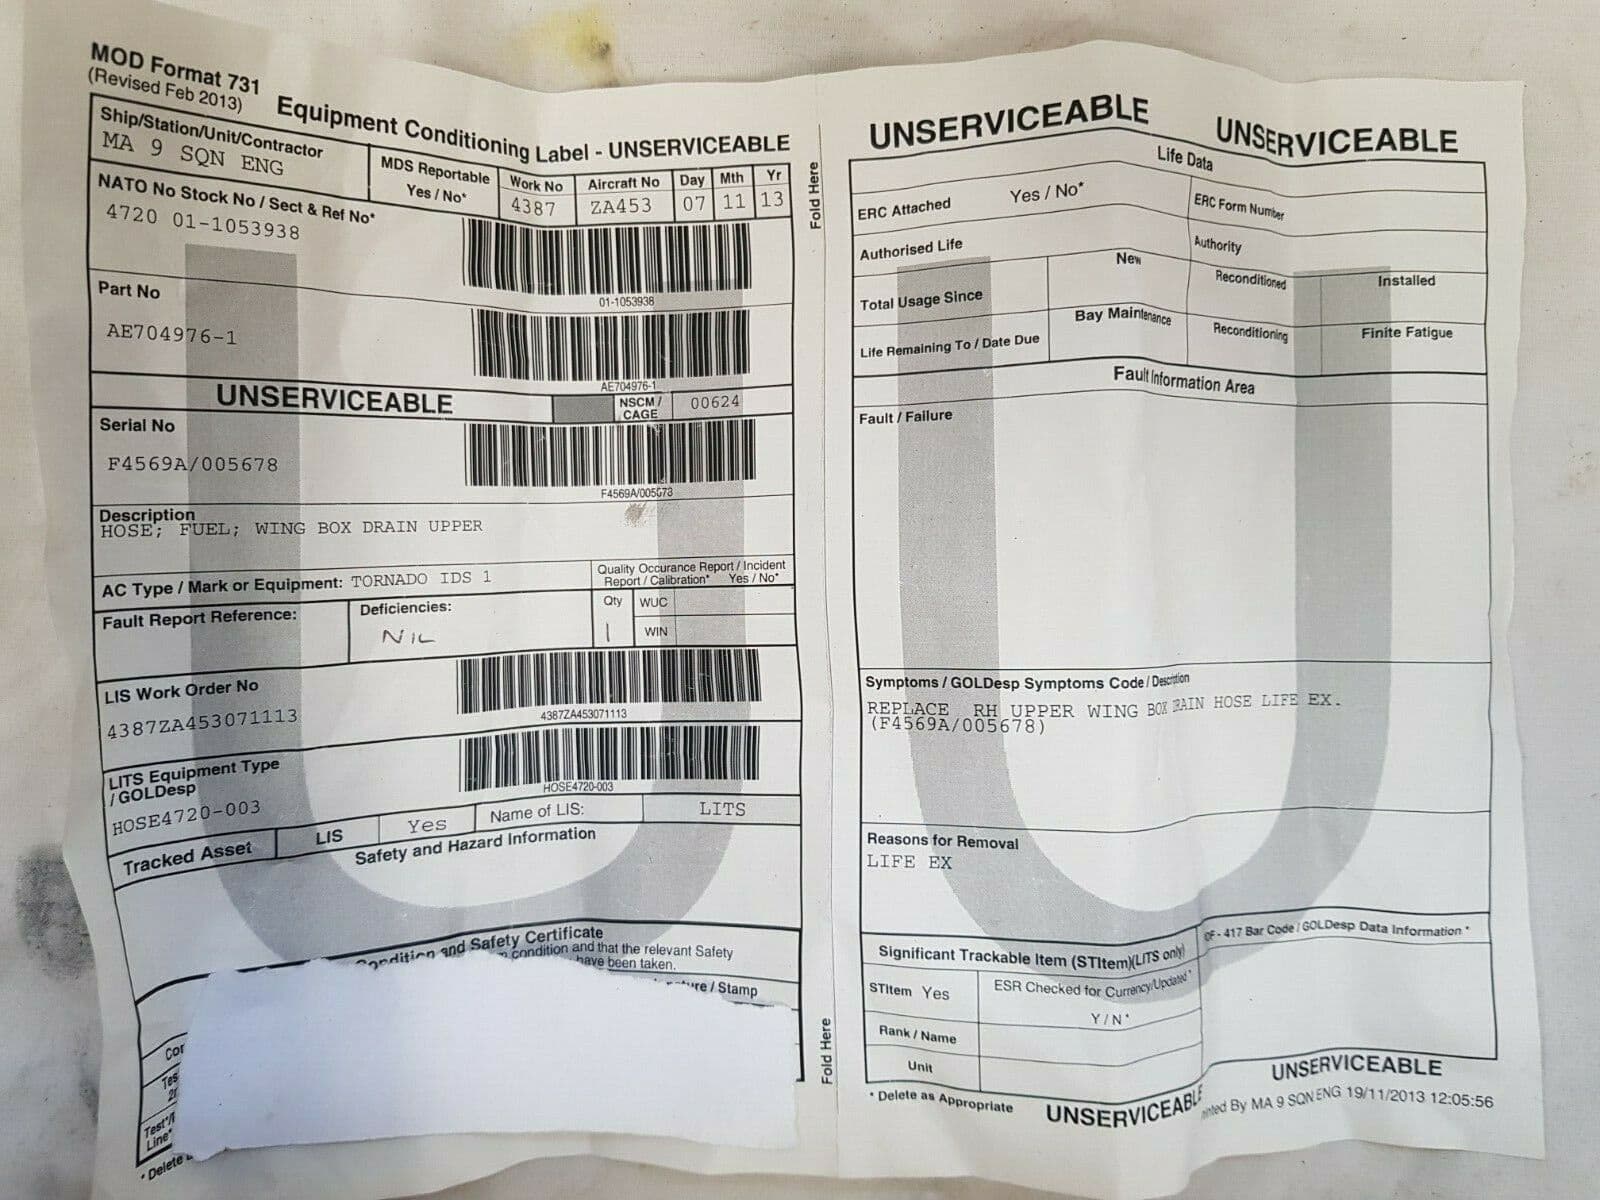 MOD Format 731
(Revised Feb 2013)
Equipment Conditioning Label - UNSERVICEABLE
Ship/Station/Unit/Contractor
MA 9 SQN ENG
MDS Reportable
Yes / No*
Work No
4387
Aircraft No
ZA453
Day
07
Mth
11
Yr
13
NATO No Stock No / Sect & Ref No*
4720 01-1053938
01-1053938
Part No
AE704976-1
AE704976-1
UNSERVICEABLE
NSCM / CAGE
00624
Serial No
F4569A/005678
F4569A/005678
Description
HOSE; FUEL; WING BOX DRAIN UPPER
AC Type / Mark or Equipment: TORNADO IDS 1
Quality Occurance Report / Incident
Report / Calibration* Yes / No*
Fault Report Reference:
Deficiencies:
NIL
Qty
1
WUC
WIN
LIS Work Order No
4387ZA453071113
4387ZA453071113
LITS Equipment Type
/ GOLDesp
HOSE4720-003
HOSE4720-003
Tracked Asset
LIS
Yes
Name of LIS:
LITS
Safety and Hazard Information
Condition and Safety Certificate
condition and that the relevant Safety
have been taken.
/ Stamp
Test*/
Line*
* Delete
Fold Here
Fold Here
UNSERVICEABLE UNSERVICEABLE
Life Data
ERC Attached Yes / No*
ERC Form Number
Authorised Life
Authority
Total Usage Since
New
Reconditioned
Installed
Life Remaining To / Date Due
Bay Maintenance
Reconditioning
Finite Fatigue
Fault Information Area
Fault / Failure
Symptoms / GOLDesp Symptoms Code / Description
REPLACE RH UPPER WING BOX DRAIN HOSE LIFE EX.
(F4569A/005678)
Reasons for Removal
LIFE EX
Significant Trackable Item (STItem)(LITS only)
OF - 417 Bar Code / GOLDesp Data Information *
STItem Yes
ESR Checked for Currency/Updated*
Y / N *
Rank / Name
Unit
* Delete as Appropriate
UNSERVICEABLE
UNSERVICEABLE
Printed By MA 9 SQN ENG 19/11/2013 12:05:56